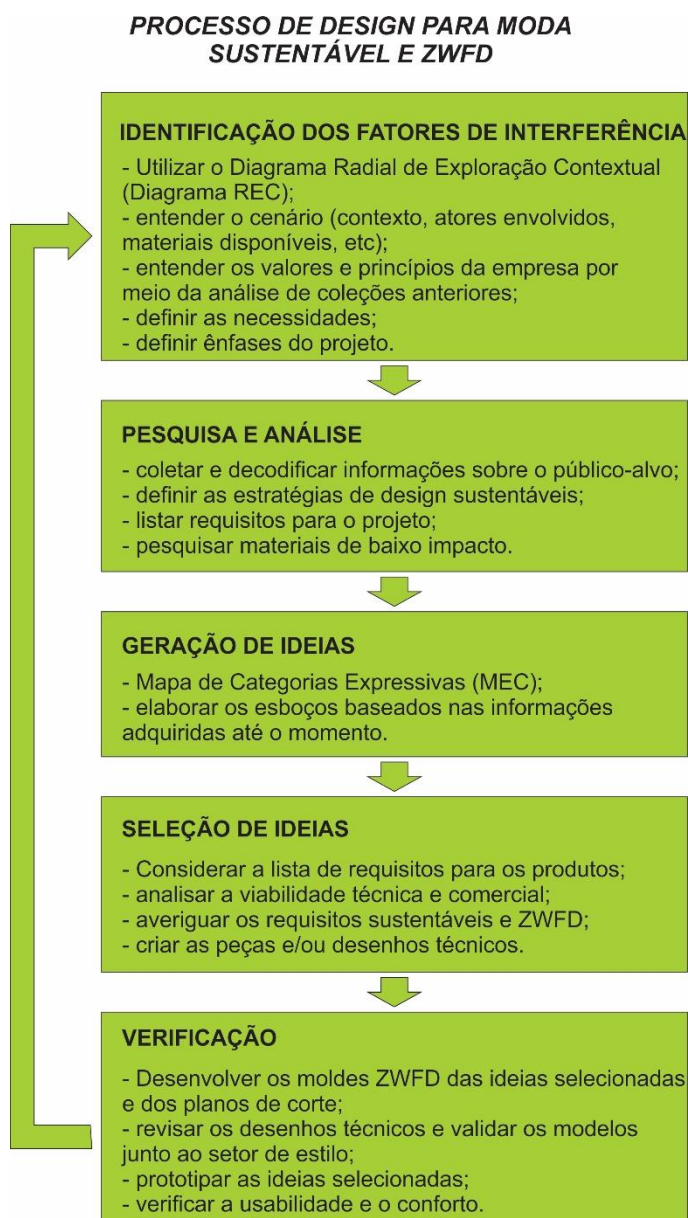 PROCESSO DE DESIGN PARA MODA
SUSTENTÁVEL E ZWFD
IDENTIFICAÇÃO DOS FATORES DE INTERFERÊNCIA
- Utilizar o Diagrama Radial de Exploração Contextual
(Diagrama REC);
- entender o cenário (contexto, atores envolvidos,
materiais disponíveis, etc);
- entender os valores e princípios da empresa por
meio da análise de coleções anteriores;
- definir as necessidades;
- definir ênfases do projeto.
PESQUISA E ANÁLISE
- coletar e decodificar informações sobre o público-alvo;
- definir as estratégias de design sustentáveis;
- listar requisitos para o projeto;
- pesquisar materiais de baixo impacto.
GERAÇÃO DE IDEIAS
- Mapa de Categorias Expressivas (MEC);
- elaborar os esboços baseados nas informações
adquiridas até o momento.
SELEÇÃO DE IDEIAS
- Considerar a lista de requisitos para os produtos;
- analisar a viabilidade técnica e comercial;
- averiguar os requisitos sustentáveis e ZWFD;
- criar as peças e/ou desenhos técnicos.
VERIFICAÇÃO
- Desenvolver os moldes ZWFD das ideias selecionadas
e dos planos de corte;
- revisar os desenhos técnicos e validar os modelos
junto ao setor de estilo;
- prototipar as ideias selecionadas;
- verificar a usabilidade e o conforto.